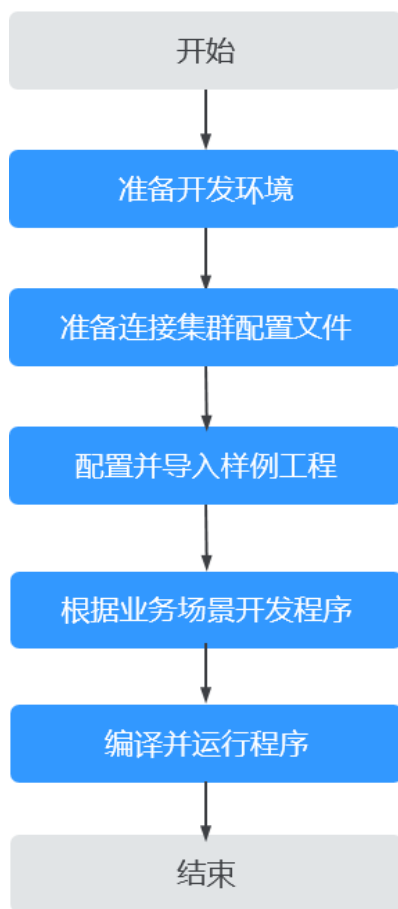 开始
准备开发环境
准备连接集群配置文件
配置并导入样例工程
根据业务场景开发程序
编译并运行程序
结束